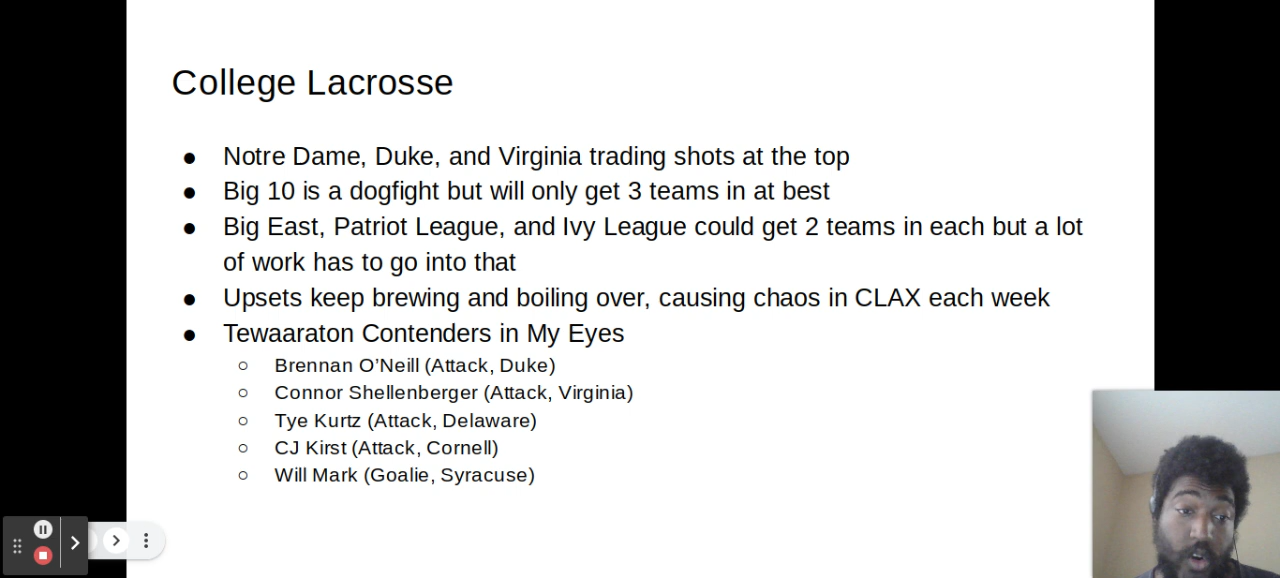 College Lacrosse
● Notre Dame, Duke, and Virginia trading shots at the top
● Big 10 is a dogfight but will only get 3 teams in at best
● Big East, Patriot League, and Ivy League could get 2 teams in each but a lot
of work has to go into that
● Upsets keep brewing and boiling over, causing chaos in CLAX each week
● Tewaaraton Contenders in My Eyes
○ Brennan O’Neill (Attack, Duke)
○ Connor Shellenberger (Attack, Virginia)
○ Tye Kurtz (Attack, Delaware)
○ CJ Kirst (Attack, Cornell)
○ Will Mark (Goalie, Syracuse)